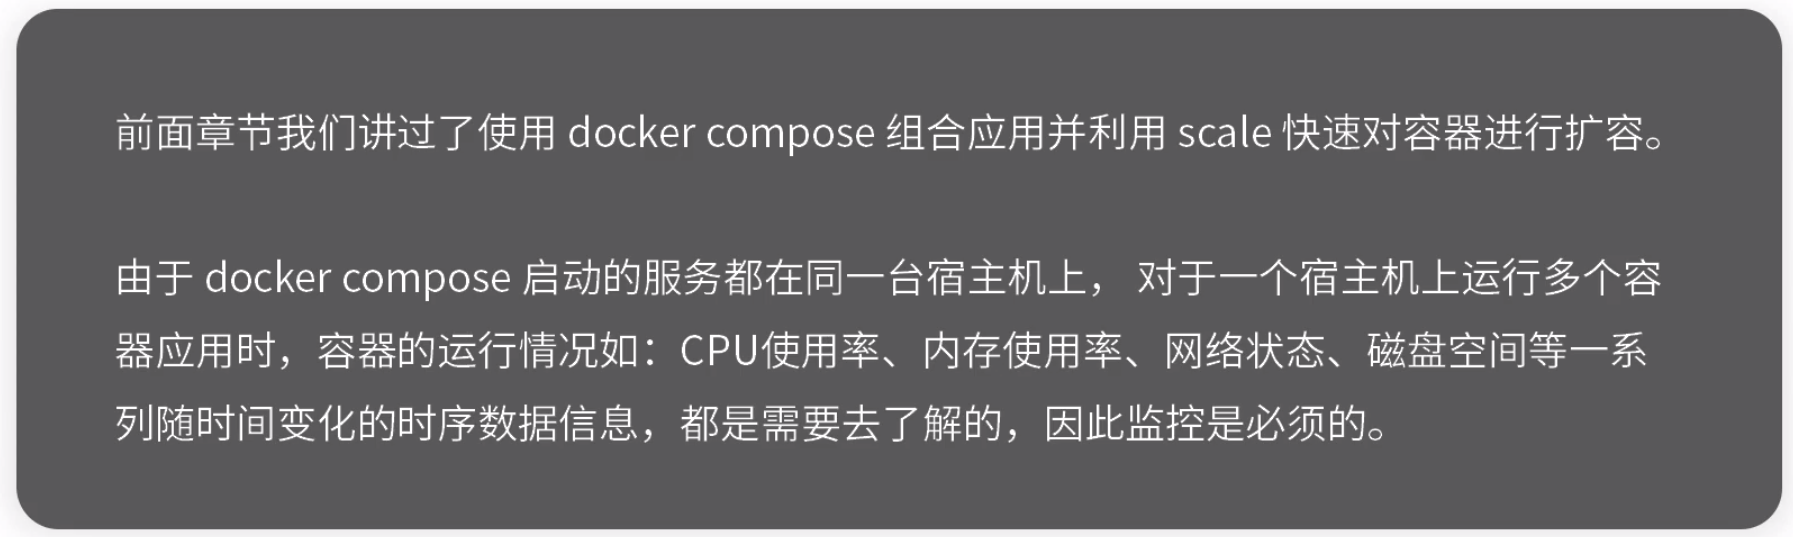 前面章节我们讲过了使用 docker compose 组合应用并利用 scale 快速对容器进行扩容。
由于 docker compose 启动的服务都在同一台宿主机上， 对于一个宿主机上运行多个容
器应用时，容器的运行情况如：CPU使用率、内存使用率、网络状态、磁盘空间等一系
列随时间变化的时序数据信息，都是需要去了解的，因此监控是必须的。